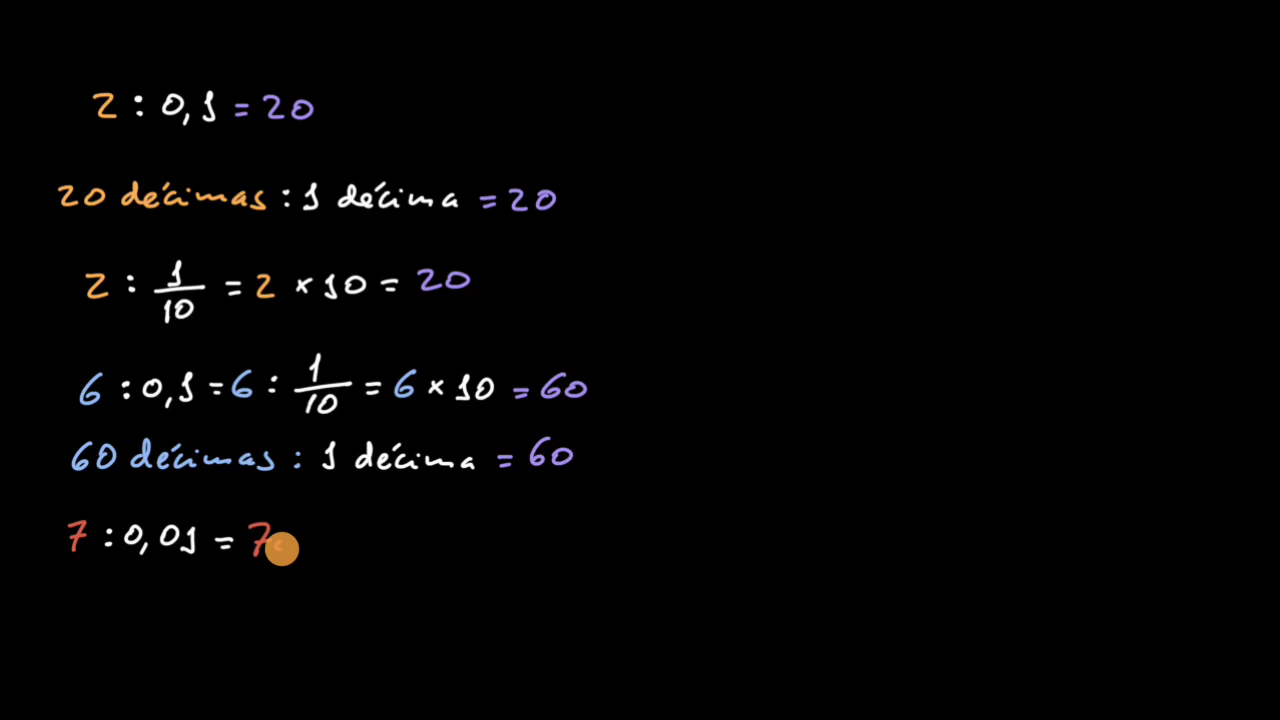 2 : 0,1 = 20
20 décimas : 1 décima = 20
2 : 1/10 = 2 × 10 = 20
6 : 0,1 = 6 : 1/10 = 6 × 10 = 60
60 décimas : 1 décima = 60
7 : 0,01 = 7